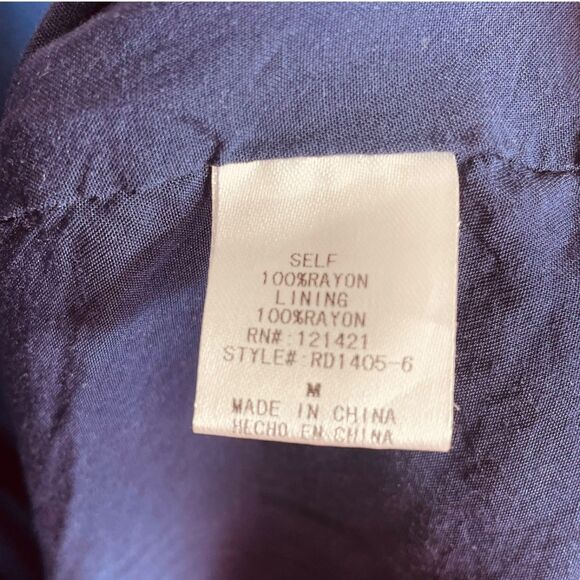 SELF
100%RAYON
LINING
100%RAYON
RN#:121421
STYLE#:RD1405-6
M
MADE IN CHINA
HECHO EN CHINA